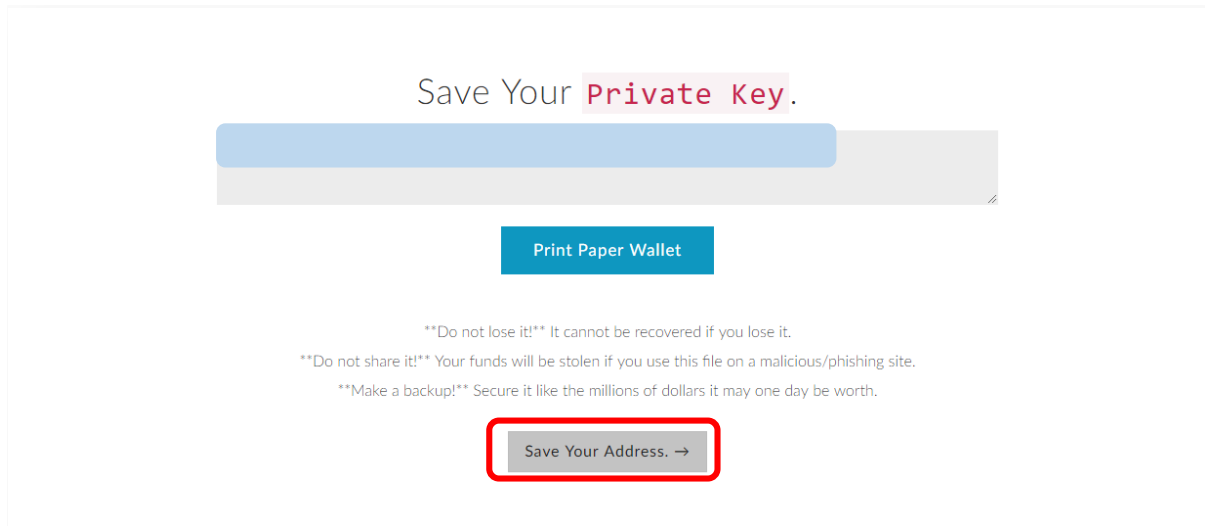 Save Your Private Key.
Print Paper Wallet
**Do not lose it!** It cannot be recovered if you lose it.
**Do not share it!** Your funds will be stolen if you use this file on a malicious/phishing site.
**Make a backup!** Secure it like the millions of dollars it may one day be worth.
Save Your Address. →